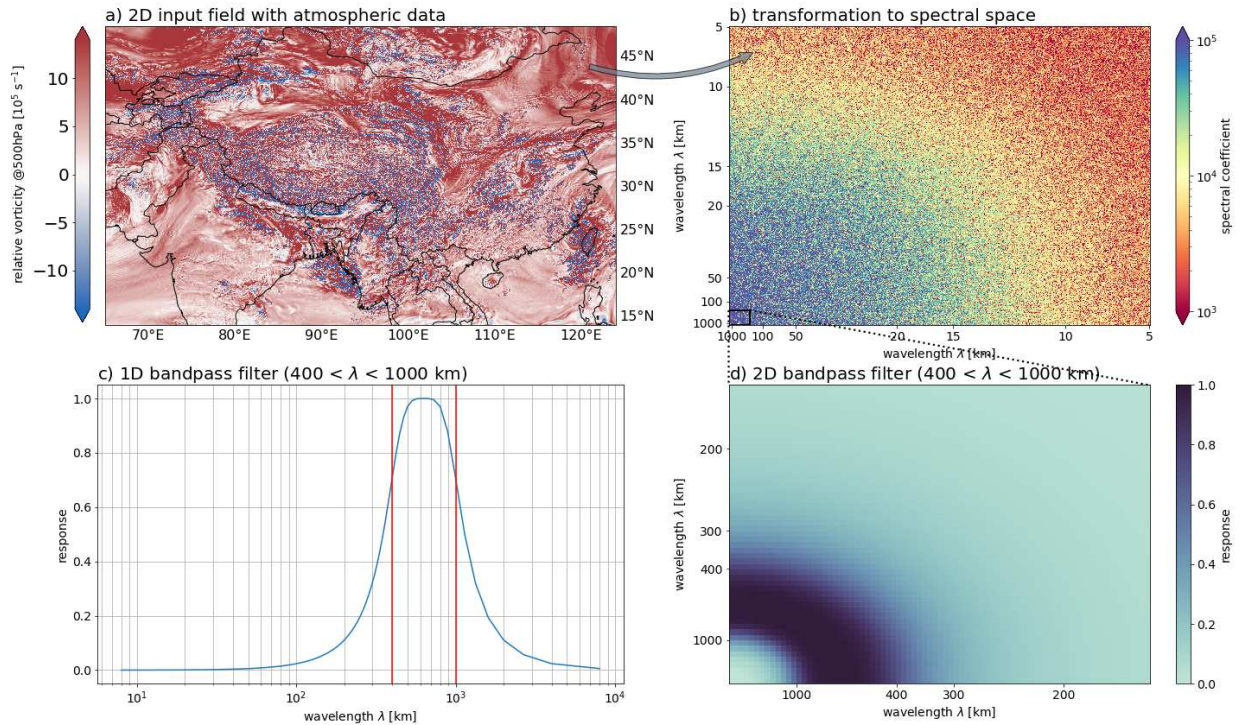 a) 2D input field with atmospheric data
relative vorticity @500hPa [10⁵ s⁻¹]
10
5
0
−5
−10
45°N
40°N
35°N
30°N
25°N
20°N
15°N
70°E
80°E
90°E
100°E
110°E
120°E
b) transformation to spectral space
wavelength λ [km]
5
10
15
20
50
100
1000
1000
100
50
20
15
10
5
wavelength λ [km]
10⁵
10⁴
10³
spectral coefficient
c) 1D bandpass filter (400 < λ < 1000 km)
response
1.0
0.8
0.6
0.4
0.2
0.0
10¹
10²
10³
10⁴
wavelength λ [km]
d) 2D bandpass filter (400 < λ < 1000 km)
wavelength λ [km]
200
300
400
1000
1000
400
300
200
wavelength λ [km]
1.0
0.8
0.6
0.4
0.2
0.0
response